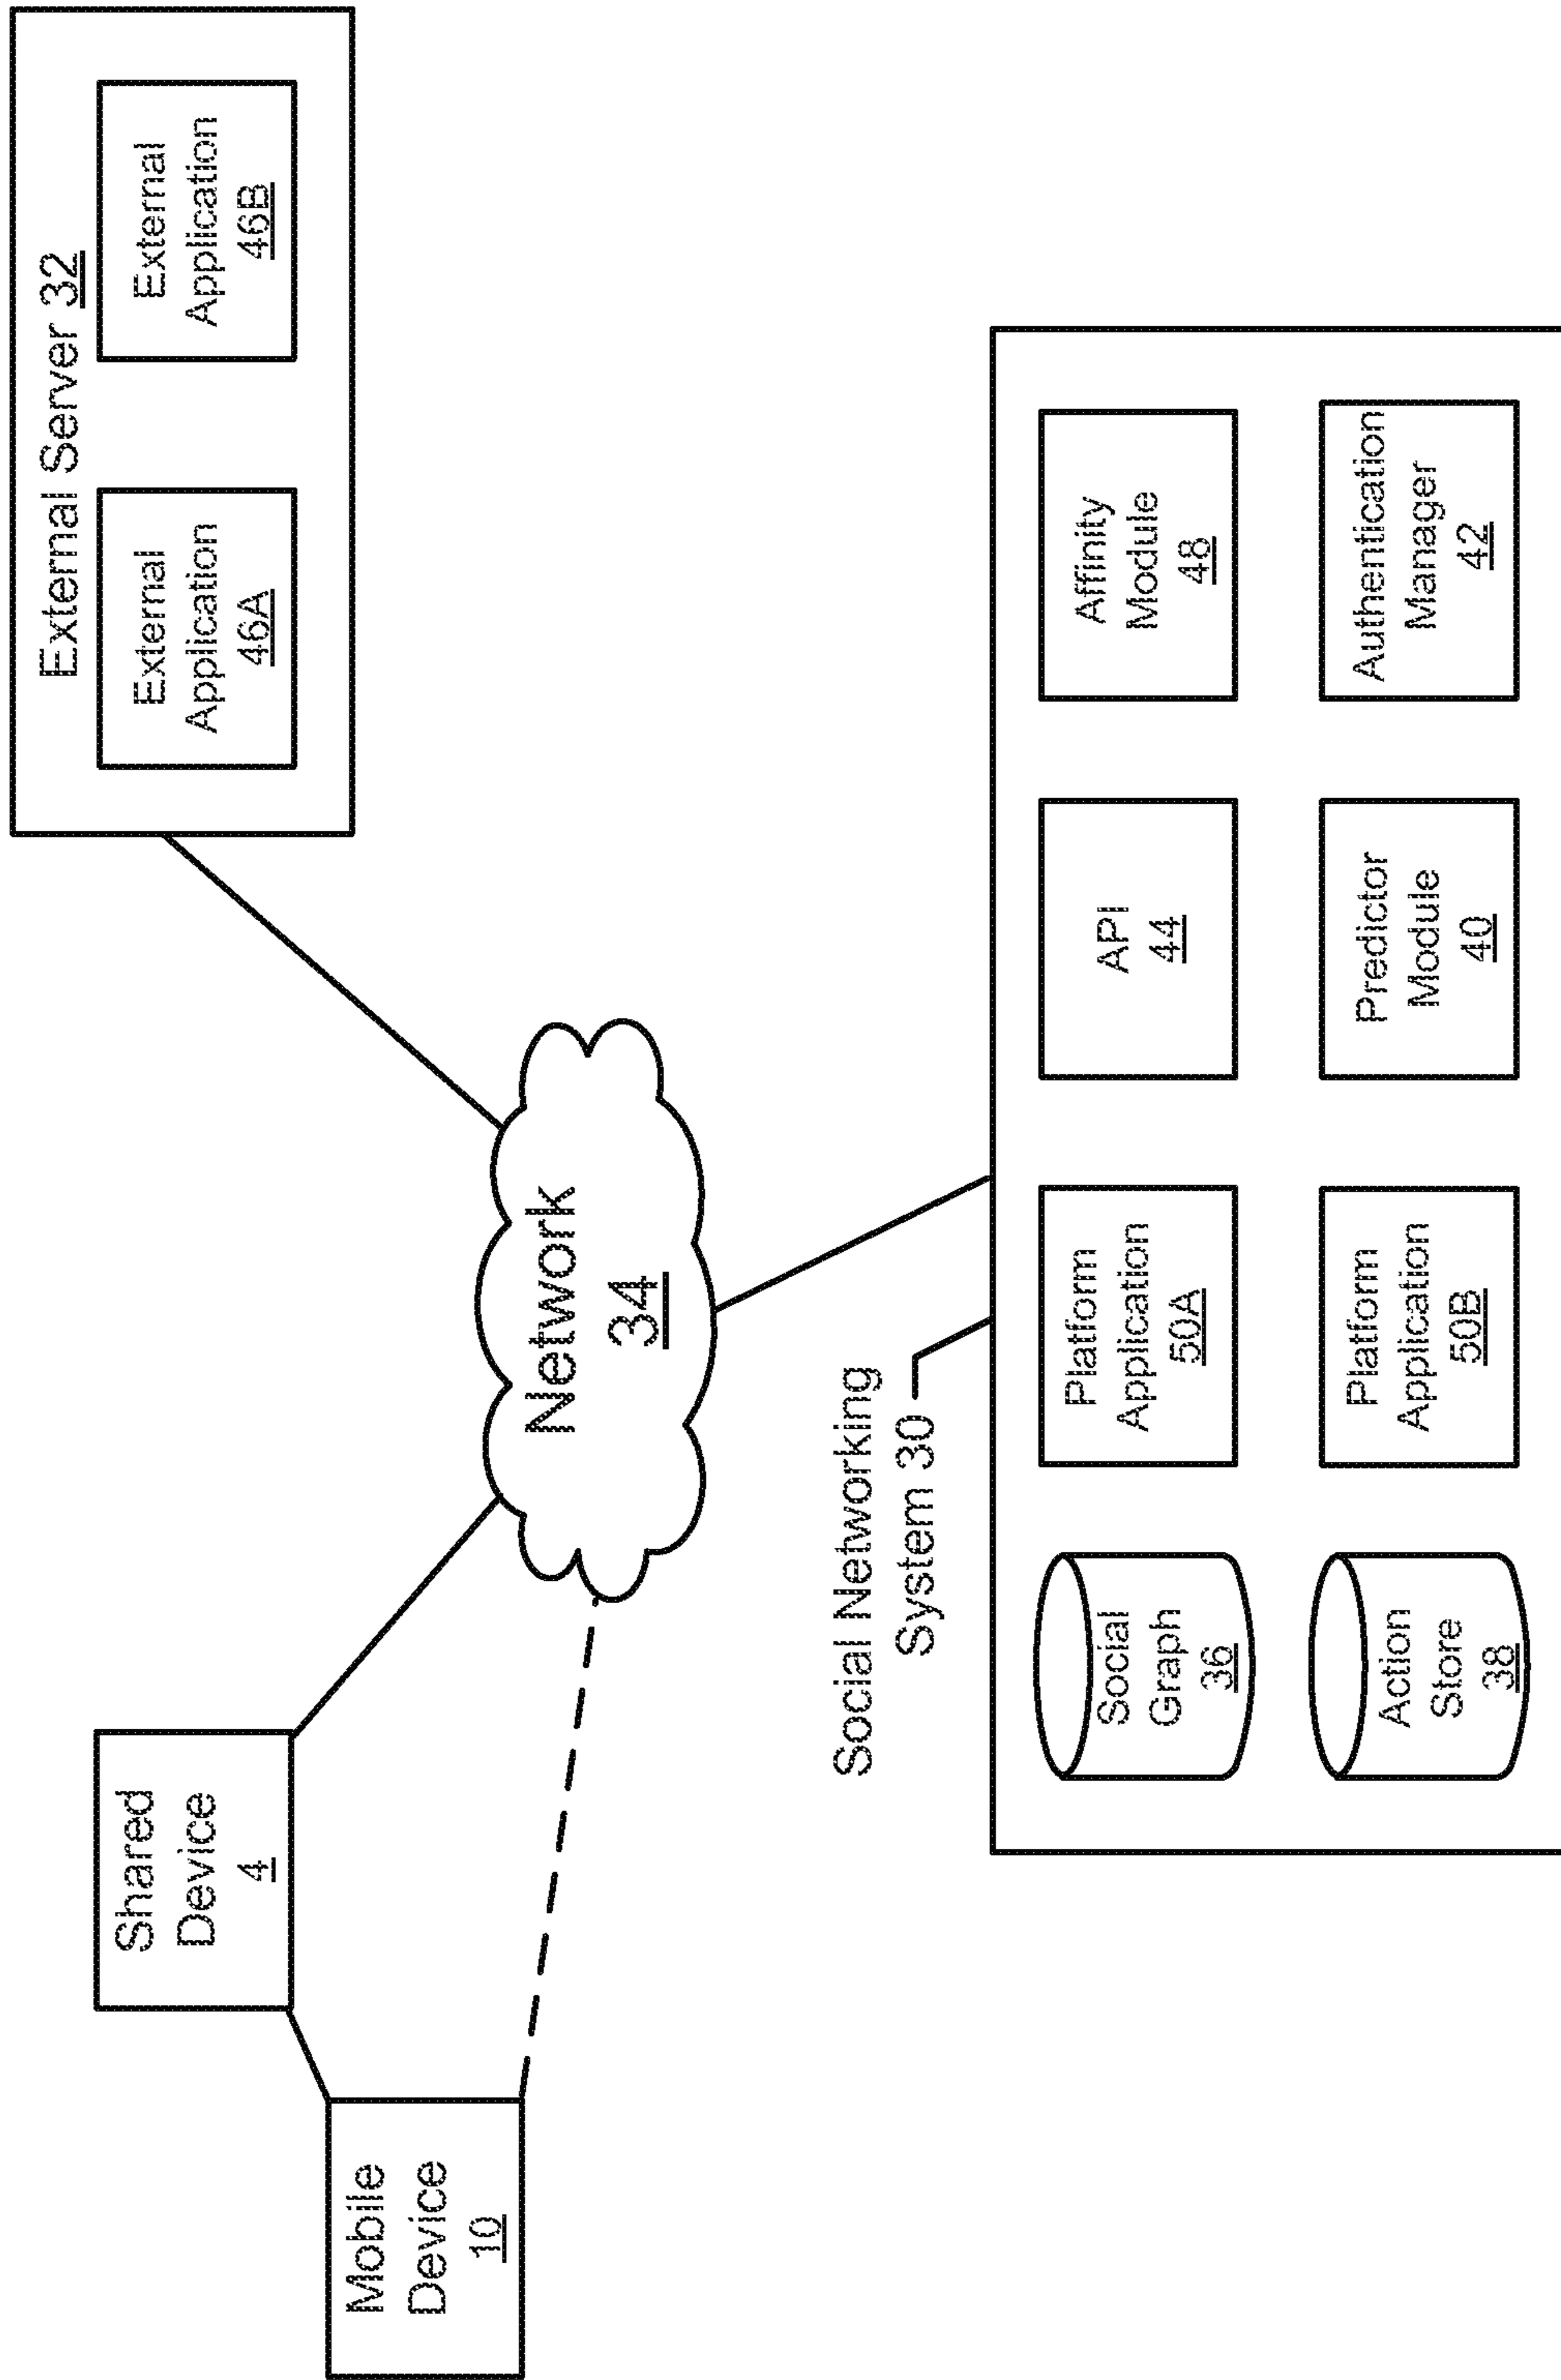 Mobile
Device
10
Shared
Device
4
Network
34
External Server 32
External
Application
46A
External
Application
46B
Social Networking
System 30
Social
Graph
36
Platform
Application
50A
API
44
Affinity
Module
48
Action
Store
38
Platform
Application
50B
Predictor
Module
40
Authentication
Manager
42